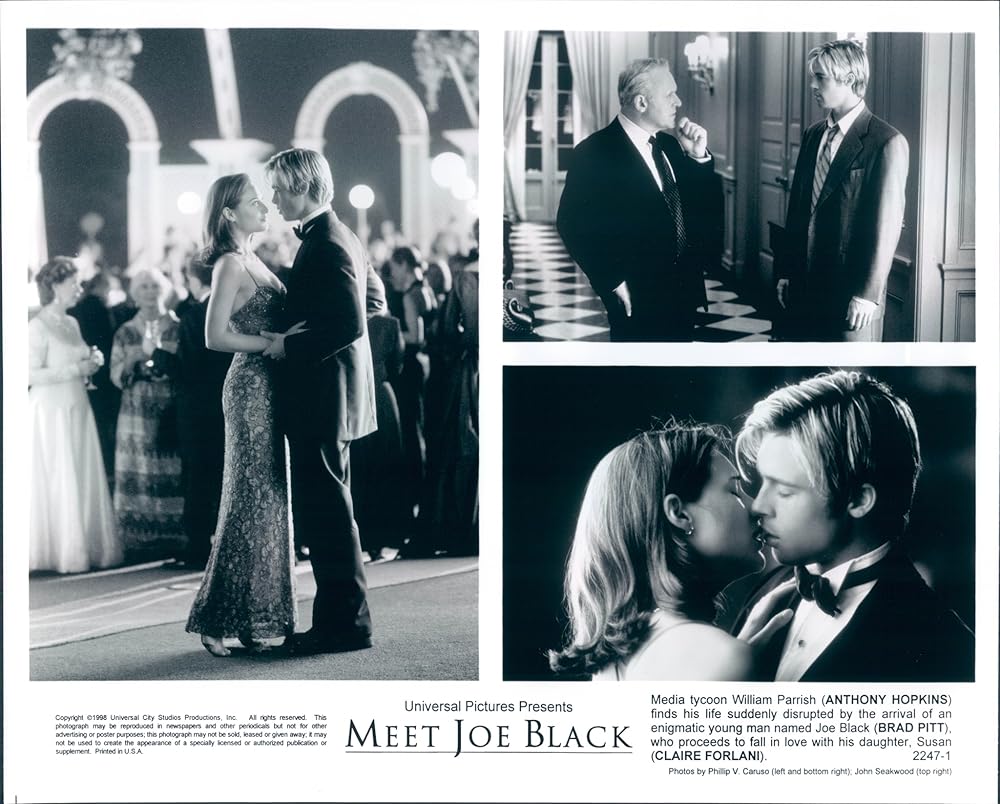 Copyright ©1998 Universal City Studios Productions, Inc. All rights reserved. This
photograph may be reproduced in newspapers and other periodicals but not for other
advertising or poster purposes; this photograph may not be sold, leased or given away; it may
not be used to create the appearance of a specially licensed or authorized publication or
supplement. Printed in U.S.A.
Universal Pictures Presents
MEET JOE BLACK
Media tycoon William Parrish (ANTHONY HOPKINS)
finds his life suddenly disrupted by the arrival of an
enigmatic young man named Joe Black (BRAD PITT),
who proceeds to fall in love with his daughter, Susan
(CLAIRE FORLANI). 2247-1
Photos by Phillip V. Caruso (left and bottom right); John Seakwood (top right)